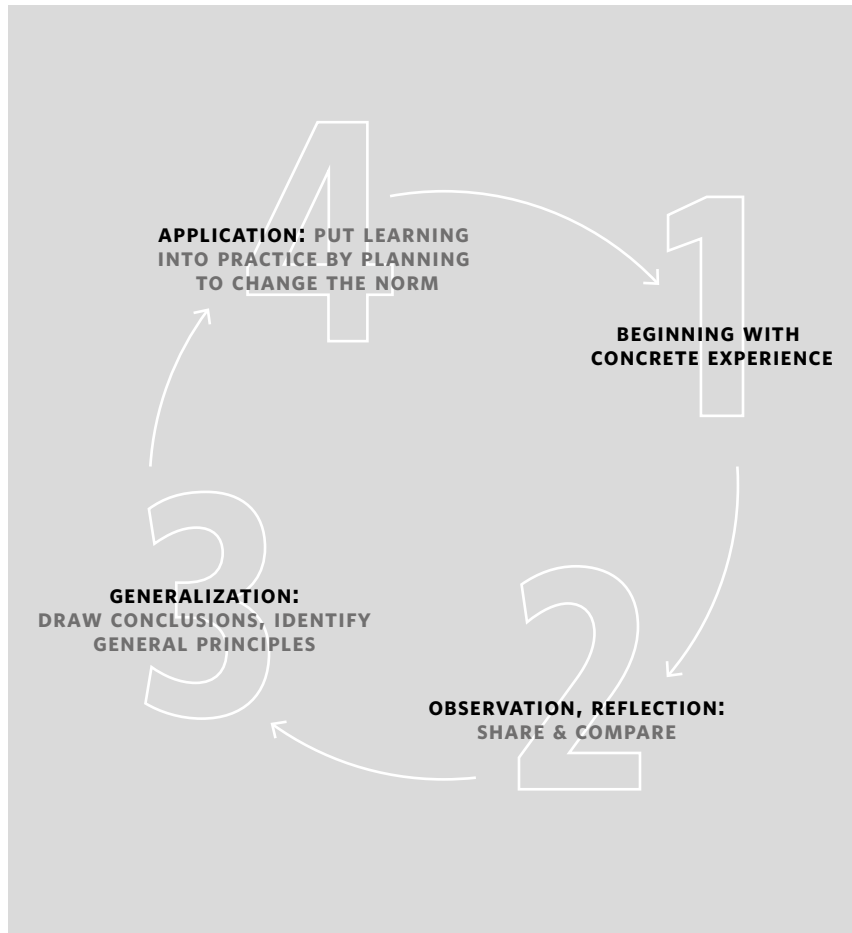 1
BEGINNING WITH
CONCRETE EXPERIENCE
2
OBSERVATION, REFLECTION:
SHARE & COMPARE
3
GENERALIZATION:
DRAW CONCLUSIONS, IDENTIFY
GENERAL PRINCIPLES
4
APPLICATION: PUT LEARNING
INTO PRACTICE BY PLANNING
TO CHANGE THE NORM